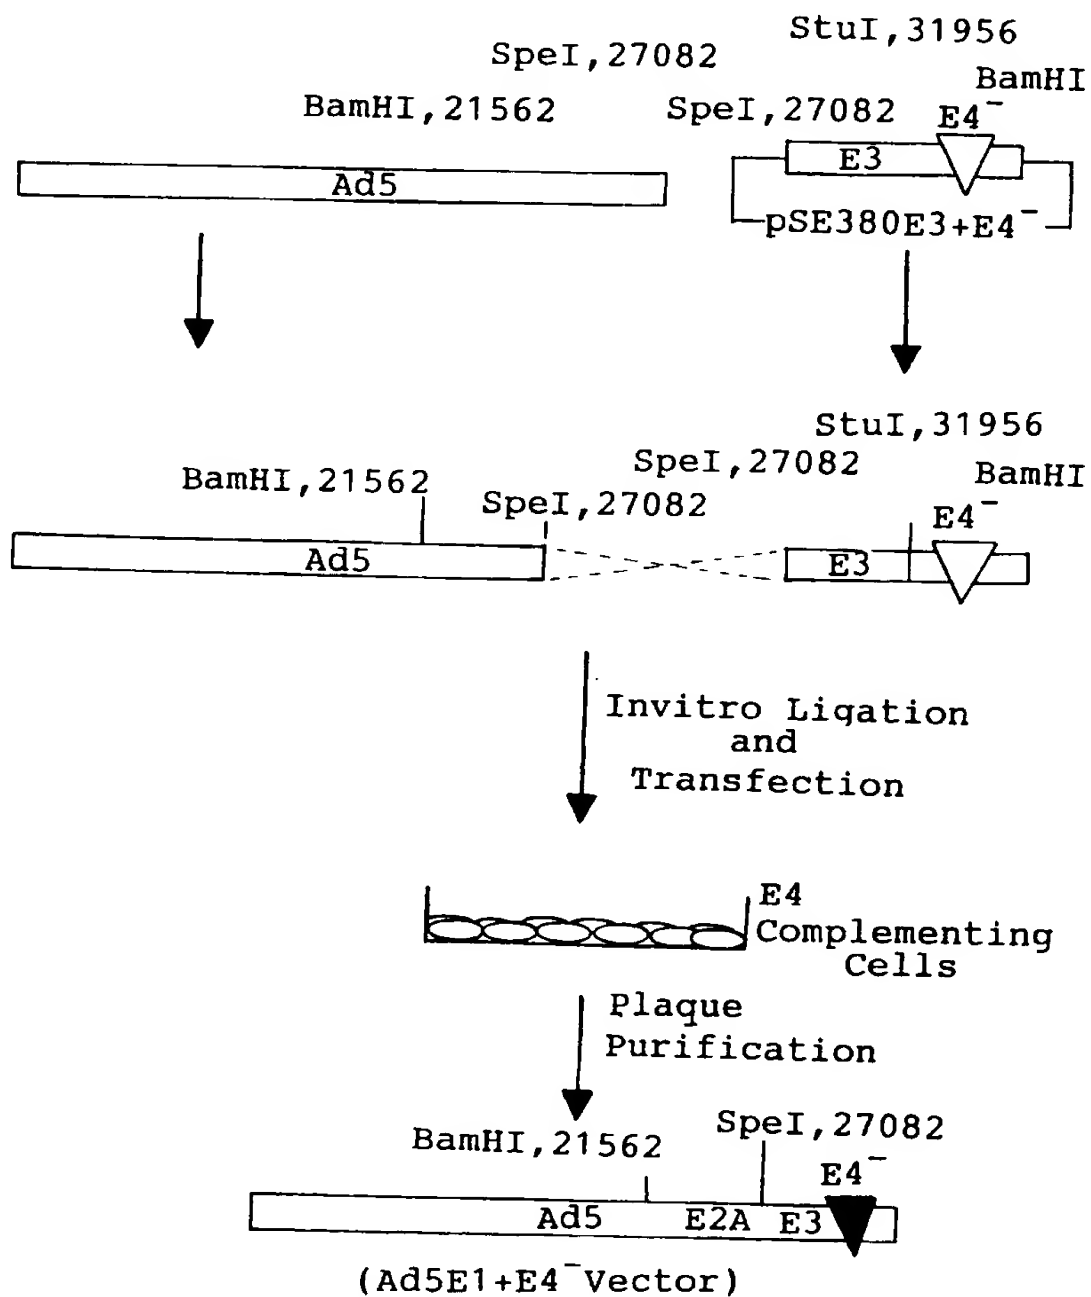 StuI,31956
SpeI,27082
BamHI
BamHI,21562
SpeI,27082
E4⁻
Ad5
E3
pSE380E3+E4⁻
StuI,31956
SpeI,27082
BamHI
BamHI,21562
SpeI,27082
E4⁻
Ad5
E3
Invitro Ligation
and
Transfection
E4
Complementing
Cells
Plaque
Purification
SpeI,27082
BamHI,21562
E4⁻
Ad5
E2A
E3
(Ad5E1+E4⁻Vector)